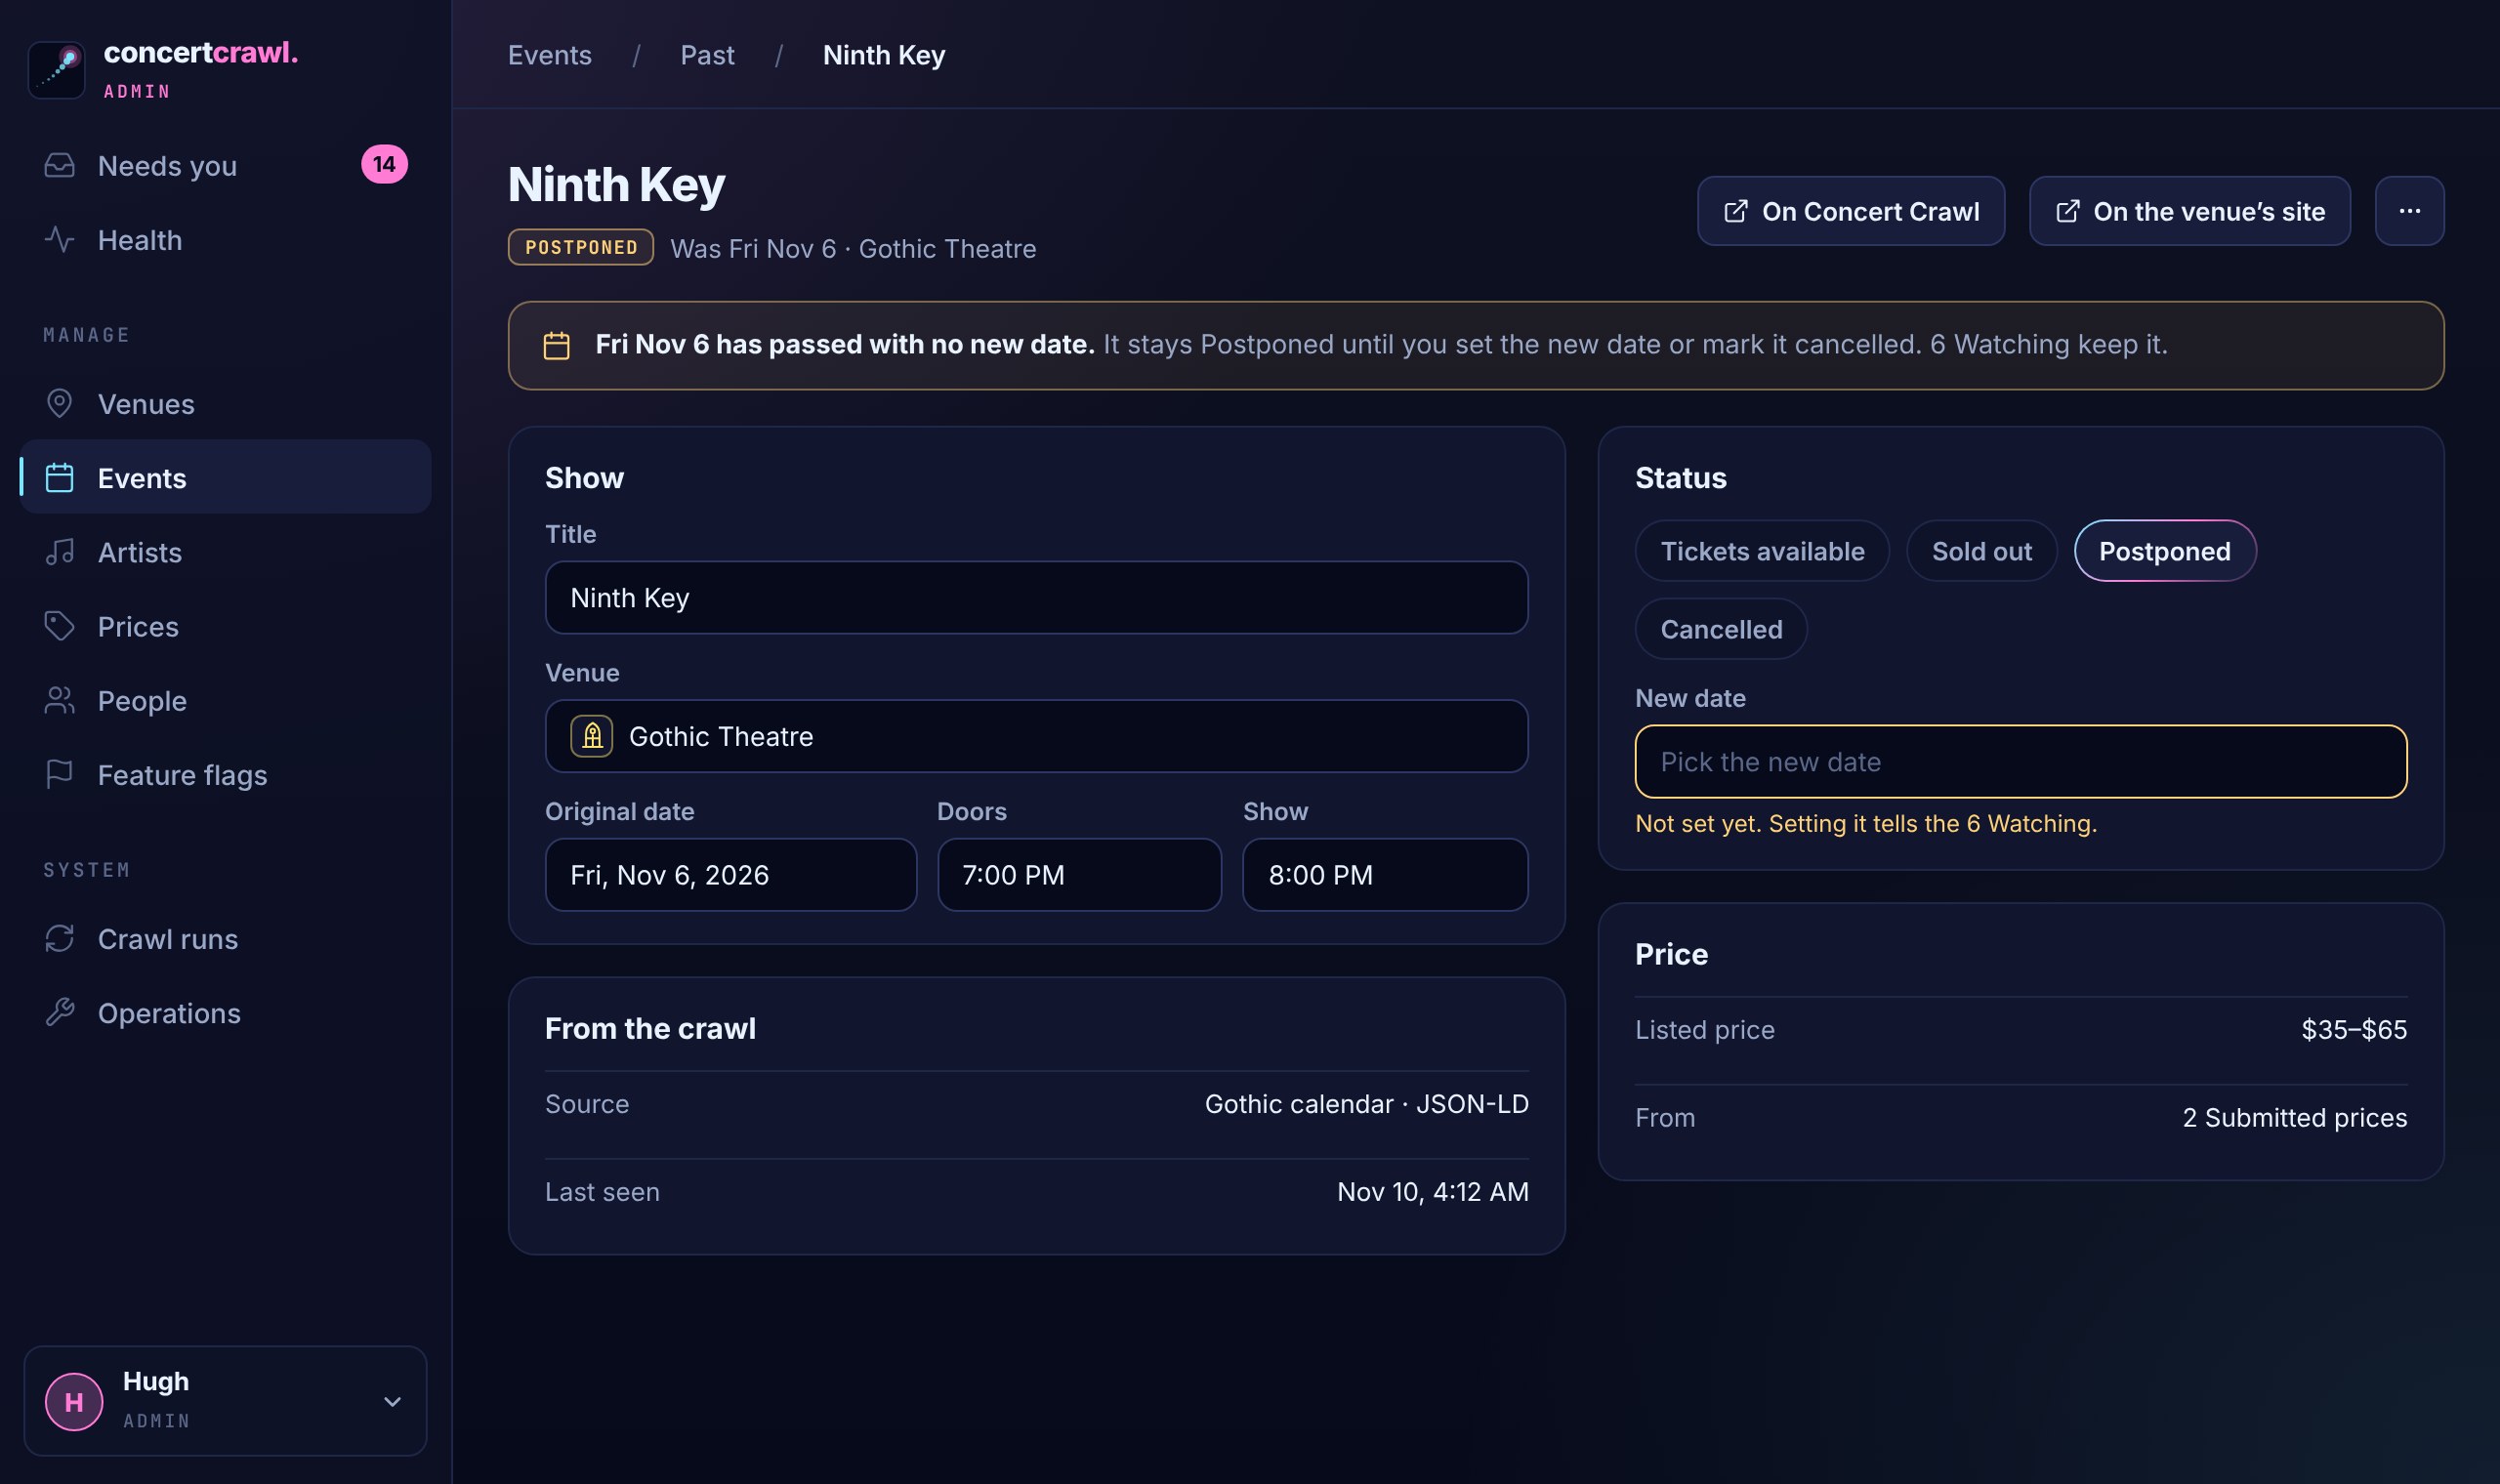 concertcrawl.
ADMIN
Needs you
14
Health
MANAGE
Venues
Events
Artists
Prices
People
Feature flags
SYSTEM
Crawl runs
Operations
H
Hugh
ADMIN
Events / Past / Ninth Key
Ninth Key
POSTPONED Was Fri Nov 6 · Gothic Theatre
On Concert Crawl
On the venue’s site
Fri Nov 6 has passed with no new date. It stays Postponed until you set the new date or mark it cancelled. 6 Watching keep it.
Show
Title
Ninth Key
Venue
Gothic Theatre
Original date Doors Show
Fri, Nov 6, 2026 7:00 PM 8:00 PM
From the crawl
Source Gothic calendar · JSON-LD
Last seen Nov 10, 4:12 AM
Status
Tickets available Sold out Postponed
Cancelled
New date
Pick the new date
Not set yet. Setting it tells the 6 Watching.
Price
Listed price $35–$65
From 2 Submitted prices